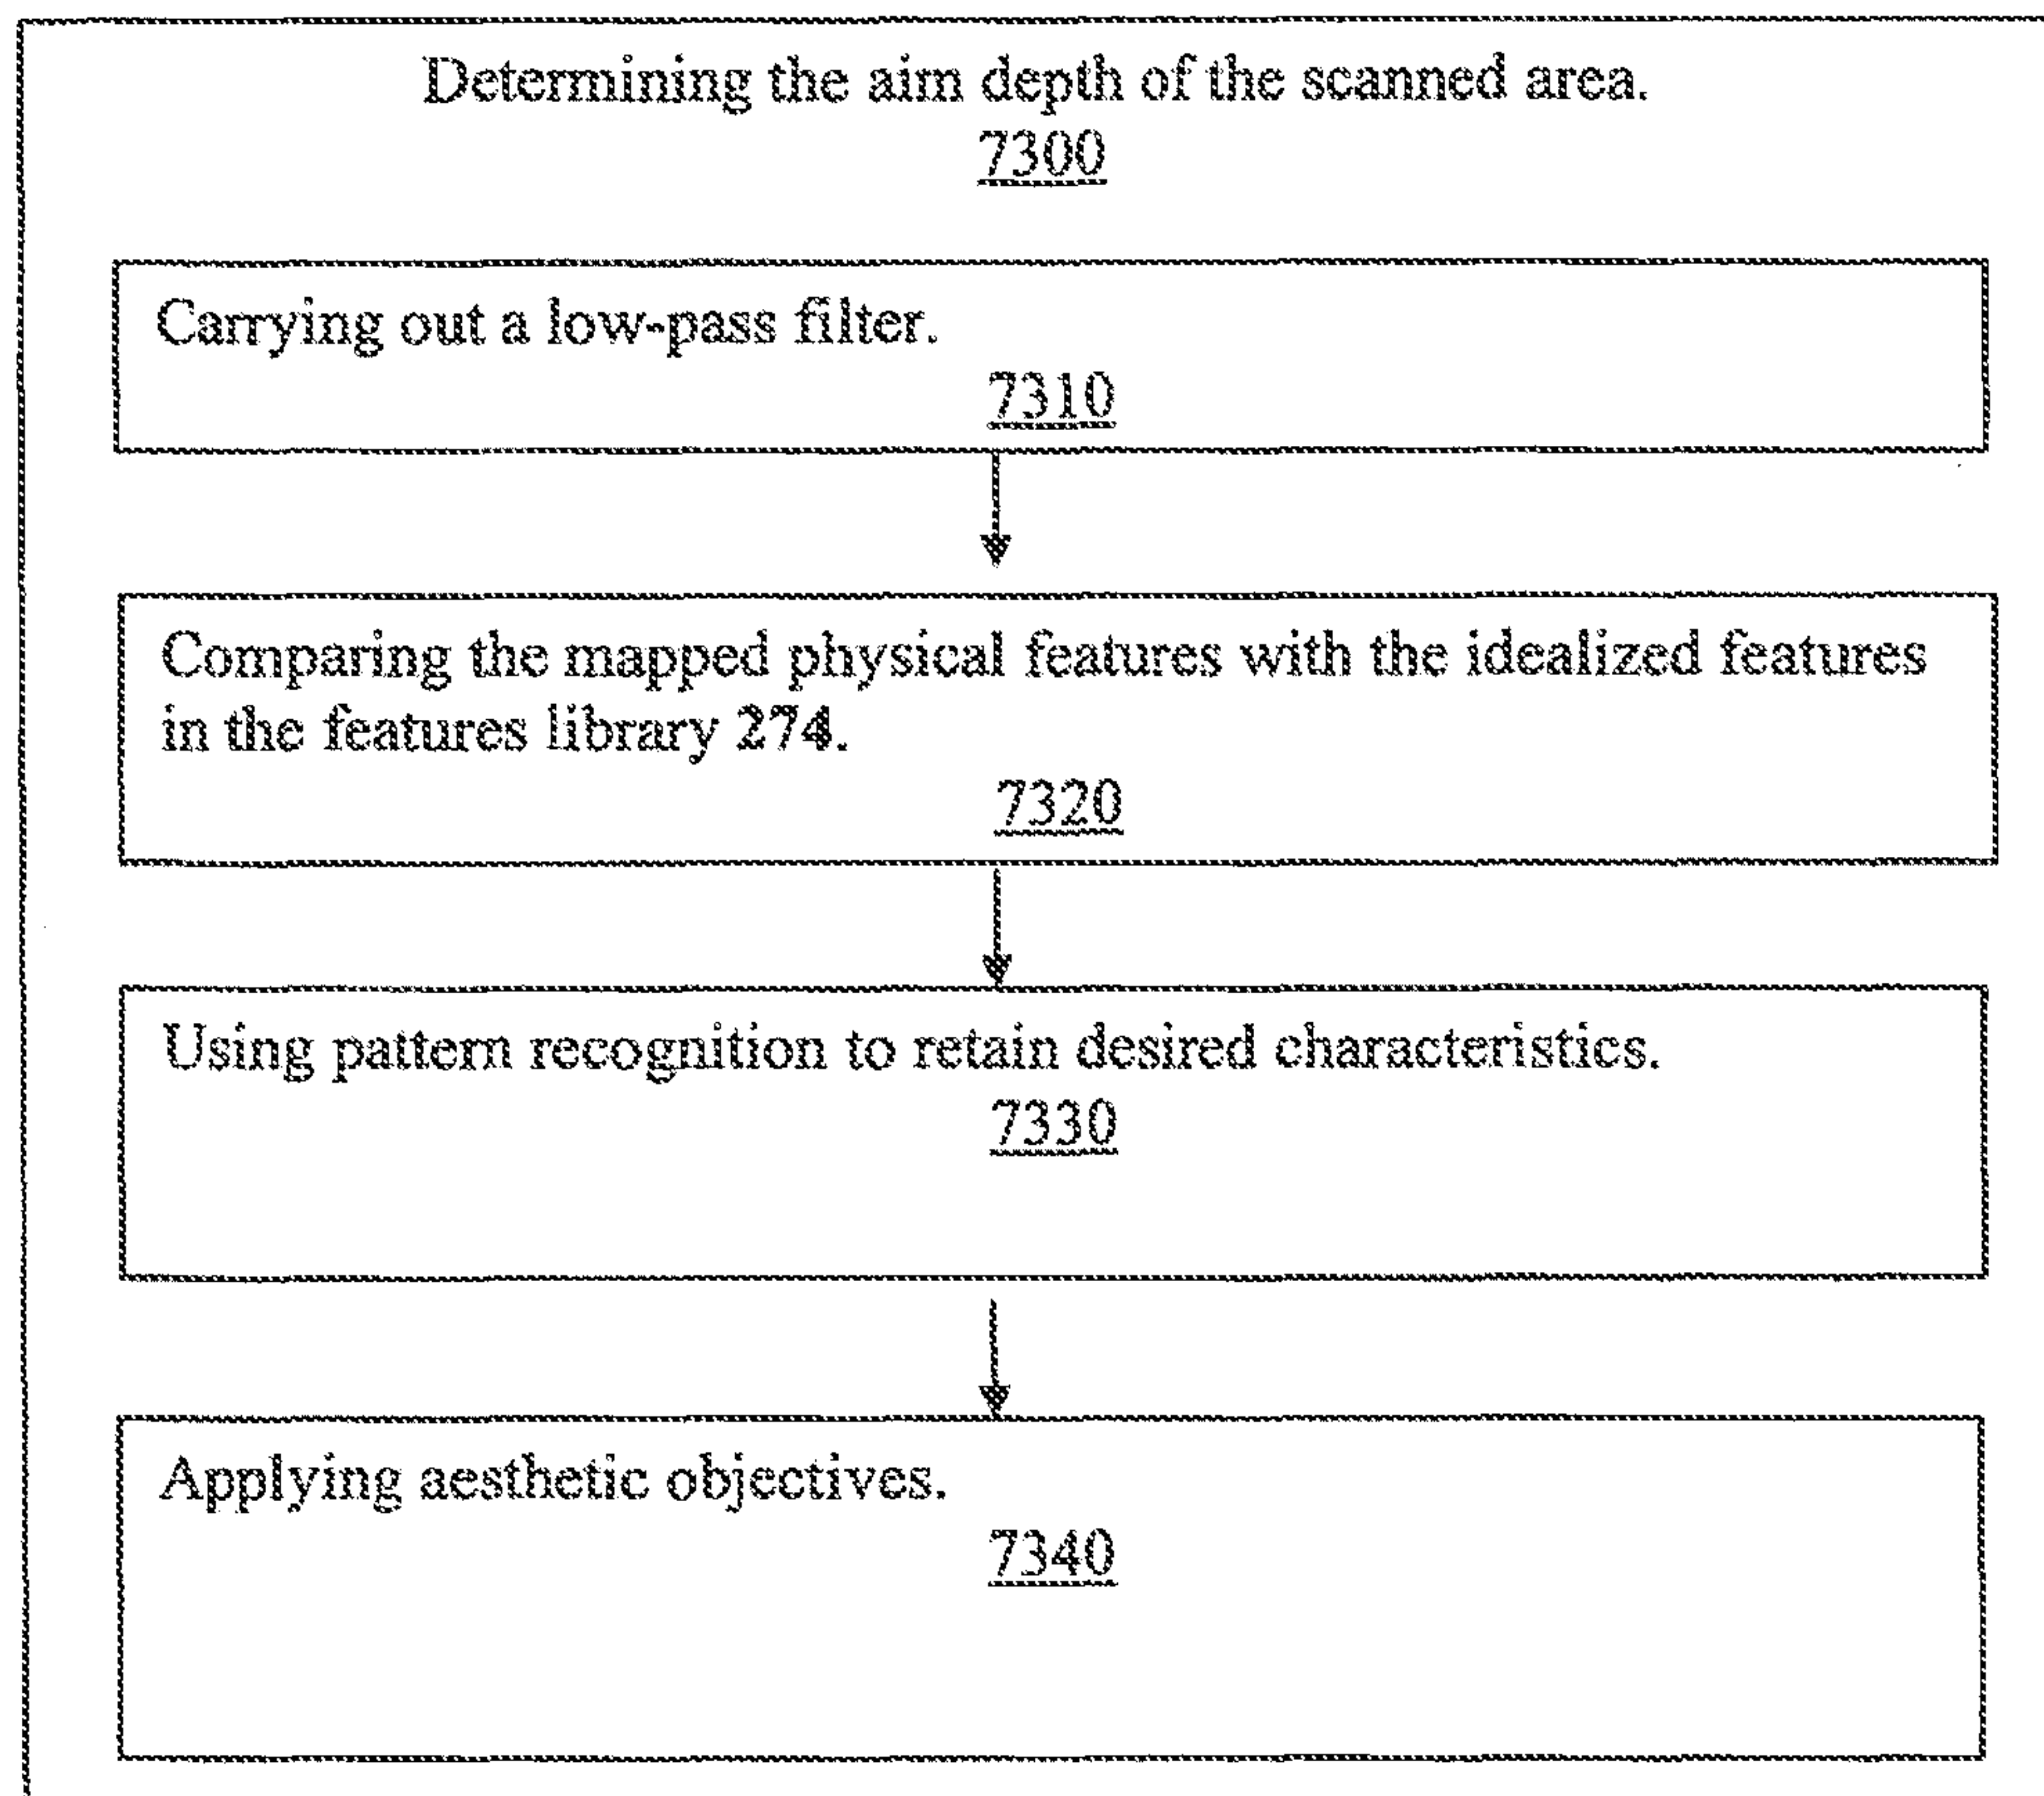 Determining the aim depth of the scanned area.
7300
Carrying out a low-pass filter.
7310
Comparing the mapped physical features with the idealized features
in the features library 274.
7320
Using pattern recognition to retain desired characteristics.
7330
Applying aesthetic objectives.
7340